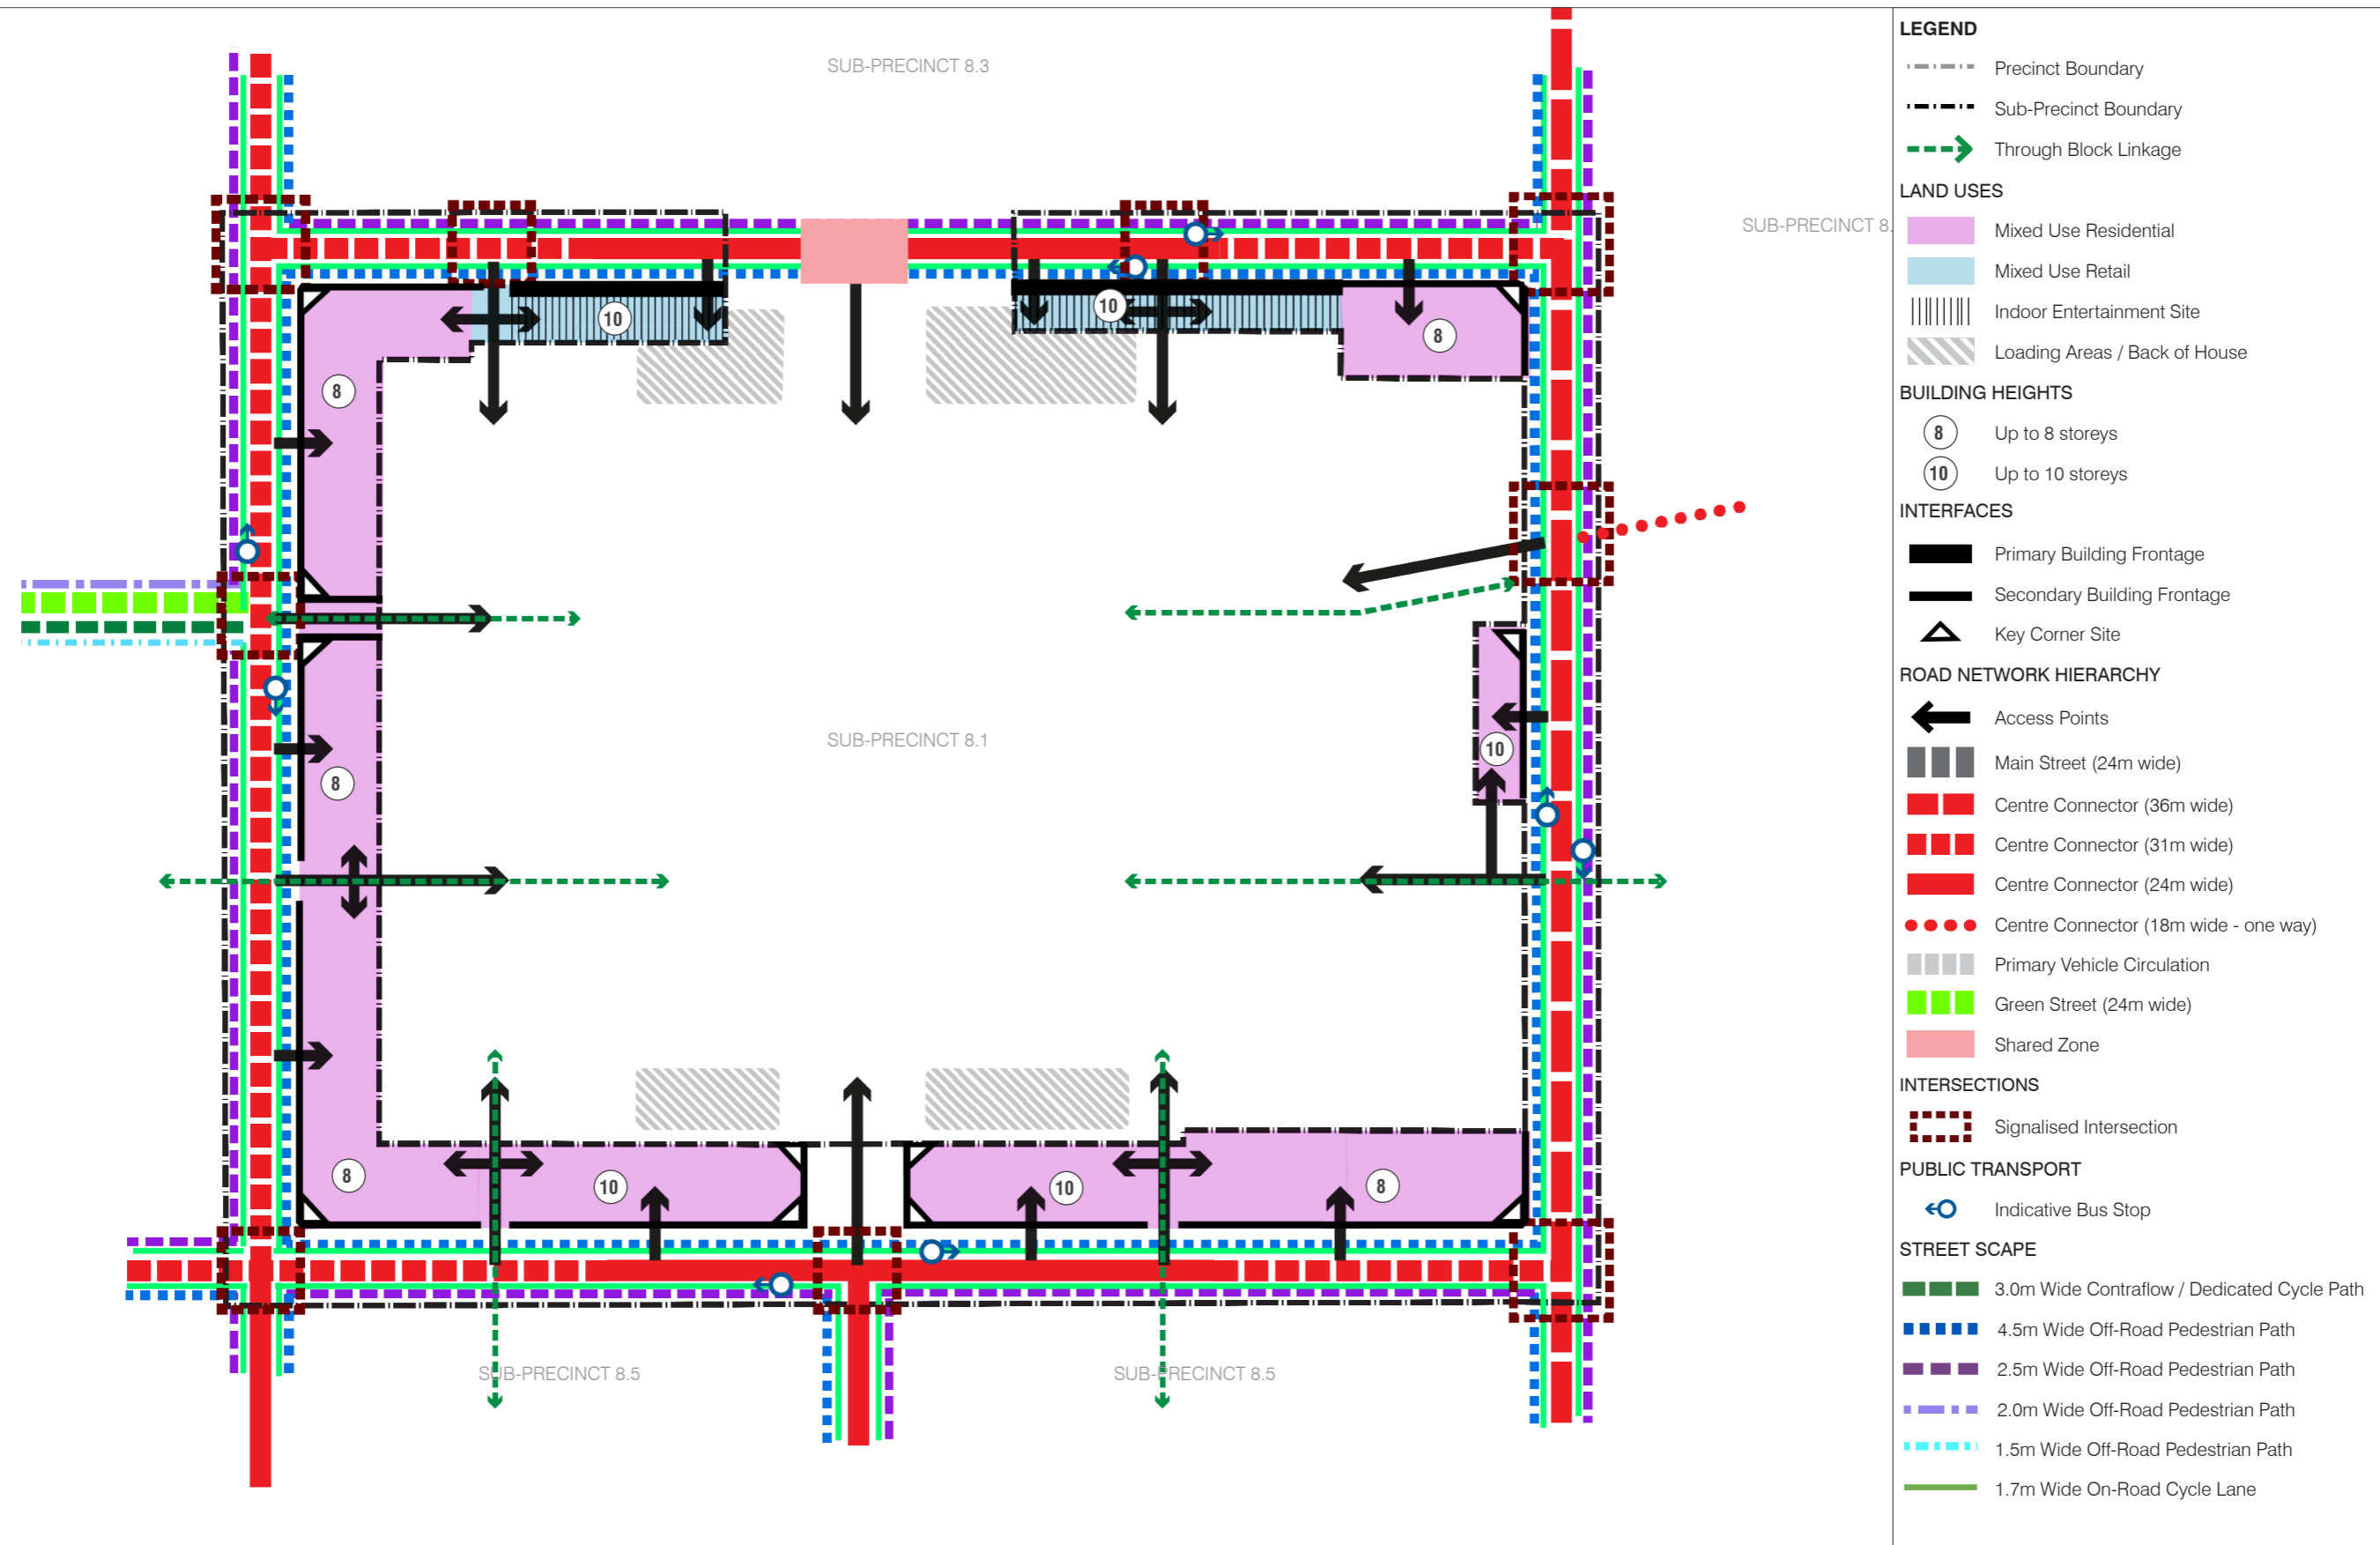 SUB-PRECINCT 8.3
SUB-PRECINCT 8.
10
10
8
8
SUB-PRECINCT 8.1
10
8
8
10
10
8
SUB-PRECINCT 8.5
SUB-PRECINCT 8.5
LEGEND
Precinct Boundary
Sub-Precinct Boundary
Through Block Linkage
LAND USES
Mixed Use Residential
Mixed Use Retail
Indoor Entertainment Site
Loading Areas / Back of House
BUILDING HEIGHTS
8 Up to 8 storeys
10 Up to 10 storeys
INTERFACES
Primary Building Frontage
Secondary Building Frontage
Key Corner Site
ROAD NETWORK HIERARCHY
Access Points
Main Street (24m wide)
Centre Connector (36m wide)
Centre Connector (31m wide)
Centre Connector (24m wide)
Centre Connector (18m wide - one way)
Primary Vehicle Circulation
Green Street (24m wide)
Shared Zone
INTERSECTIONS
Signalised Intersection
PUBLIC TRANSPORT
Indicative Bus Stop
STREET SCAPE
3.0m Wide Contraflow / Dedicated Cycle Path
4.5m Wide Off-Road Pedestrian Path
2.5m Wide Off-Road Pedestrian Path
2.0m Wide Off-Road Pedestrian Path
1.5m Wide Off-Road Pedestrian Path
1.7m Wide On-Road Cycle Lane